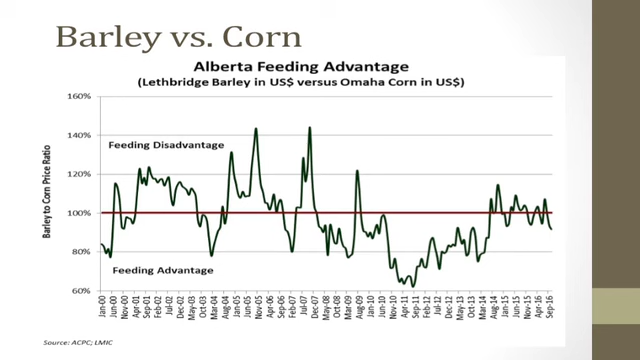 Barley vs. Corn
Alberta Feeding Advantage
(Lethbridge Barley in US$ versus Omaha Corn in US$)
Barley to Corn Price Ratio
160%
140%
120%
100%
80%
60%
Feeding Disadvantage
Feeding Advantage
Jan-00
Jun-00
Nov-00
Apr-01
Sep-01
Feb-02
Jul-02
Dec-02
May-03
Oct-03
Mar-04
Aug-04
Jan-05
Jun-05
Nov-05
Apr-06
Sep-06
Feb-07
Jul-07
Dec-07
May-08
Oct-08
Mar-09
Aug-09
Jan-10
Jun-10
Nov-10
Apr-11
Sep-11
Feb-12
Jul-12
Dec-12
May-13
Oct-13
Mar-14
Aug-14
Jan-15
Jun-15
Nov-15
Apr-16
Sep-16
Source: ACPC; LMIC